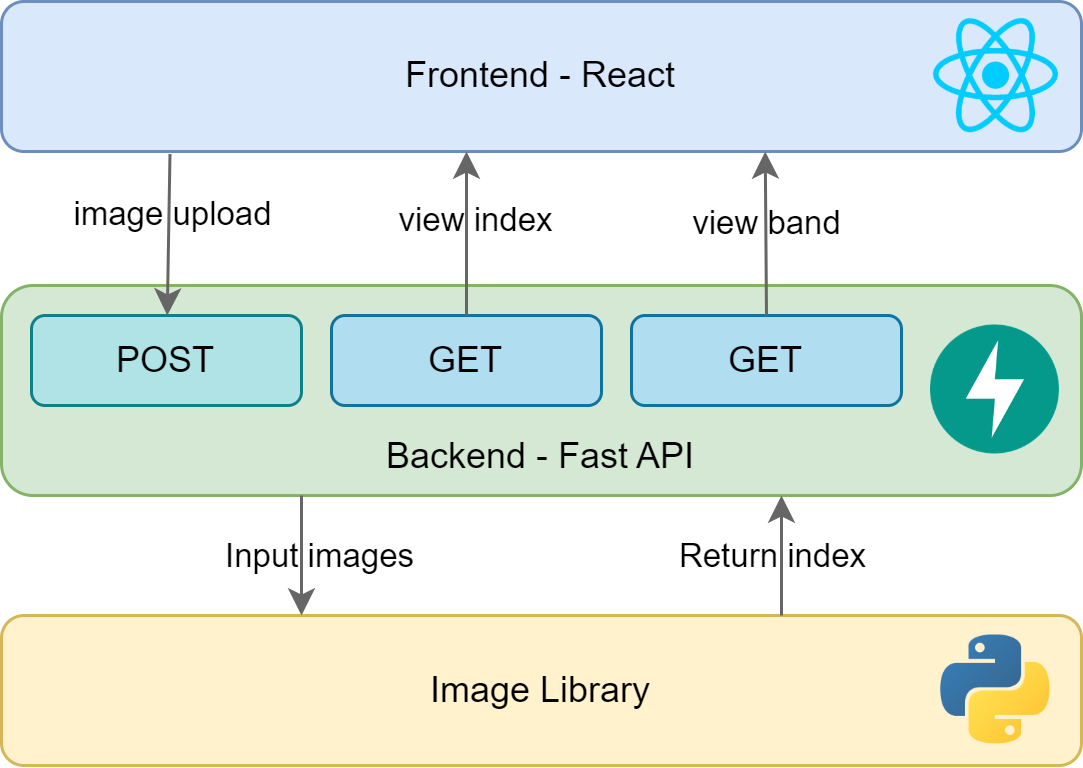 Frontend - React
image upload
view index
view band
POST
GET
GET
Backend - Fast API
Input images
Return index
Image Library